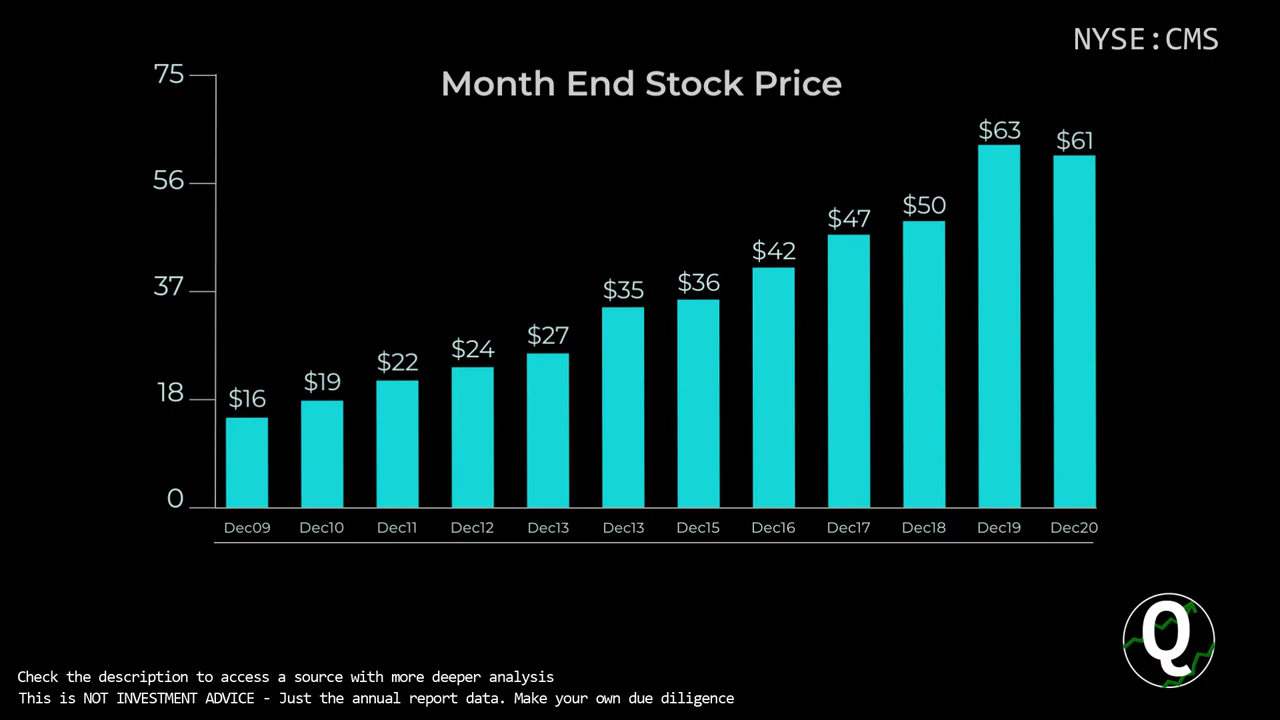 NYSE:CMS
Month End Stock Price
75
56
37
18
0
$16 $19 $22 $24 $27 $35 $36 $42 $47 $50 $63 $61
Dec09 Dec10 Dec11 Dec12 Dec13 Dec13 Dec15 Dec16 Dec17 Dec18 Dec19 Dec20
Q
Check the description to access a source with more deeper analysis
This is NOT INVESTMENT ADVICE - Just the annual report data. Make your own due diligence